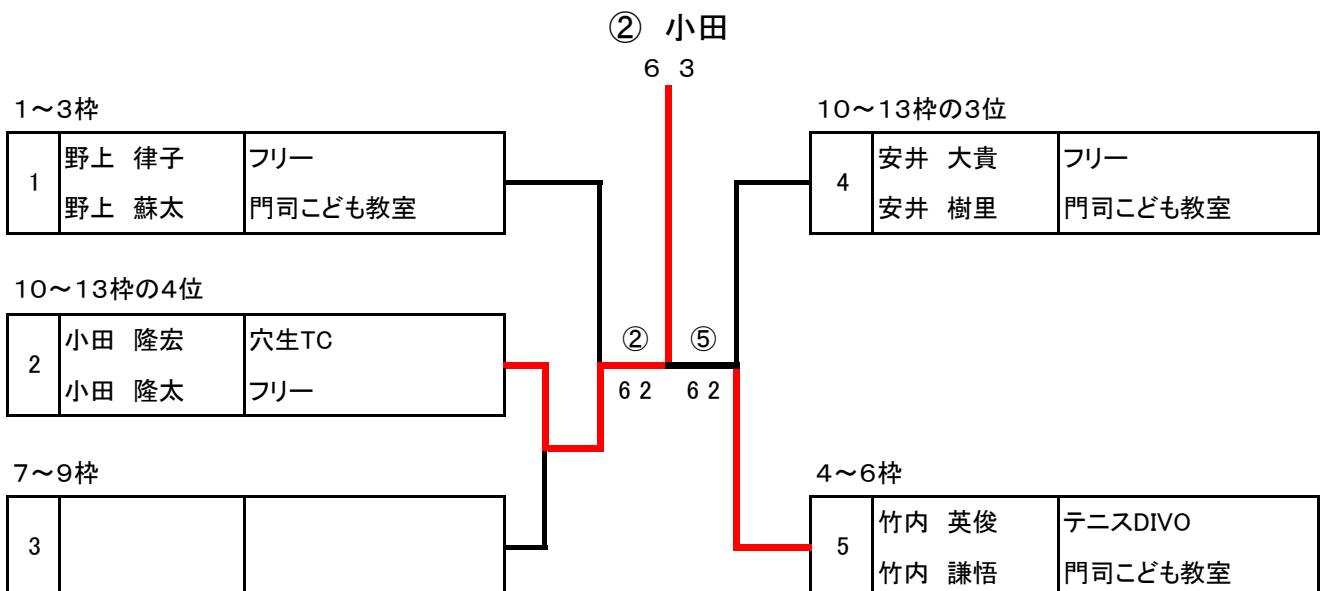 ② 小田
6 3
1～3枠
1
野上 律子 フリー
野上 蘇太 門司こども教室
10～13枠の4位
2
小田 隆宏 穴生TC
小田 隆太 フリー
7～9枠
3
② ⑤
6 2 6 2
10～13枠の3位
4
安井 大貴 フリー
安井 樹里 門司こども教室
4～6枠
5
竹内 英俊 テニスDIVO
竹内 謙悟 門司こども教室